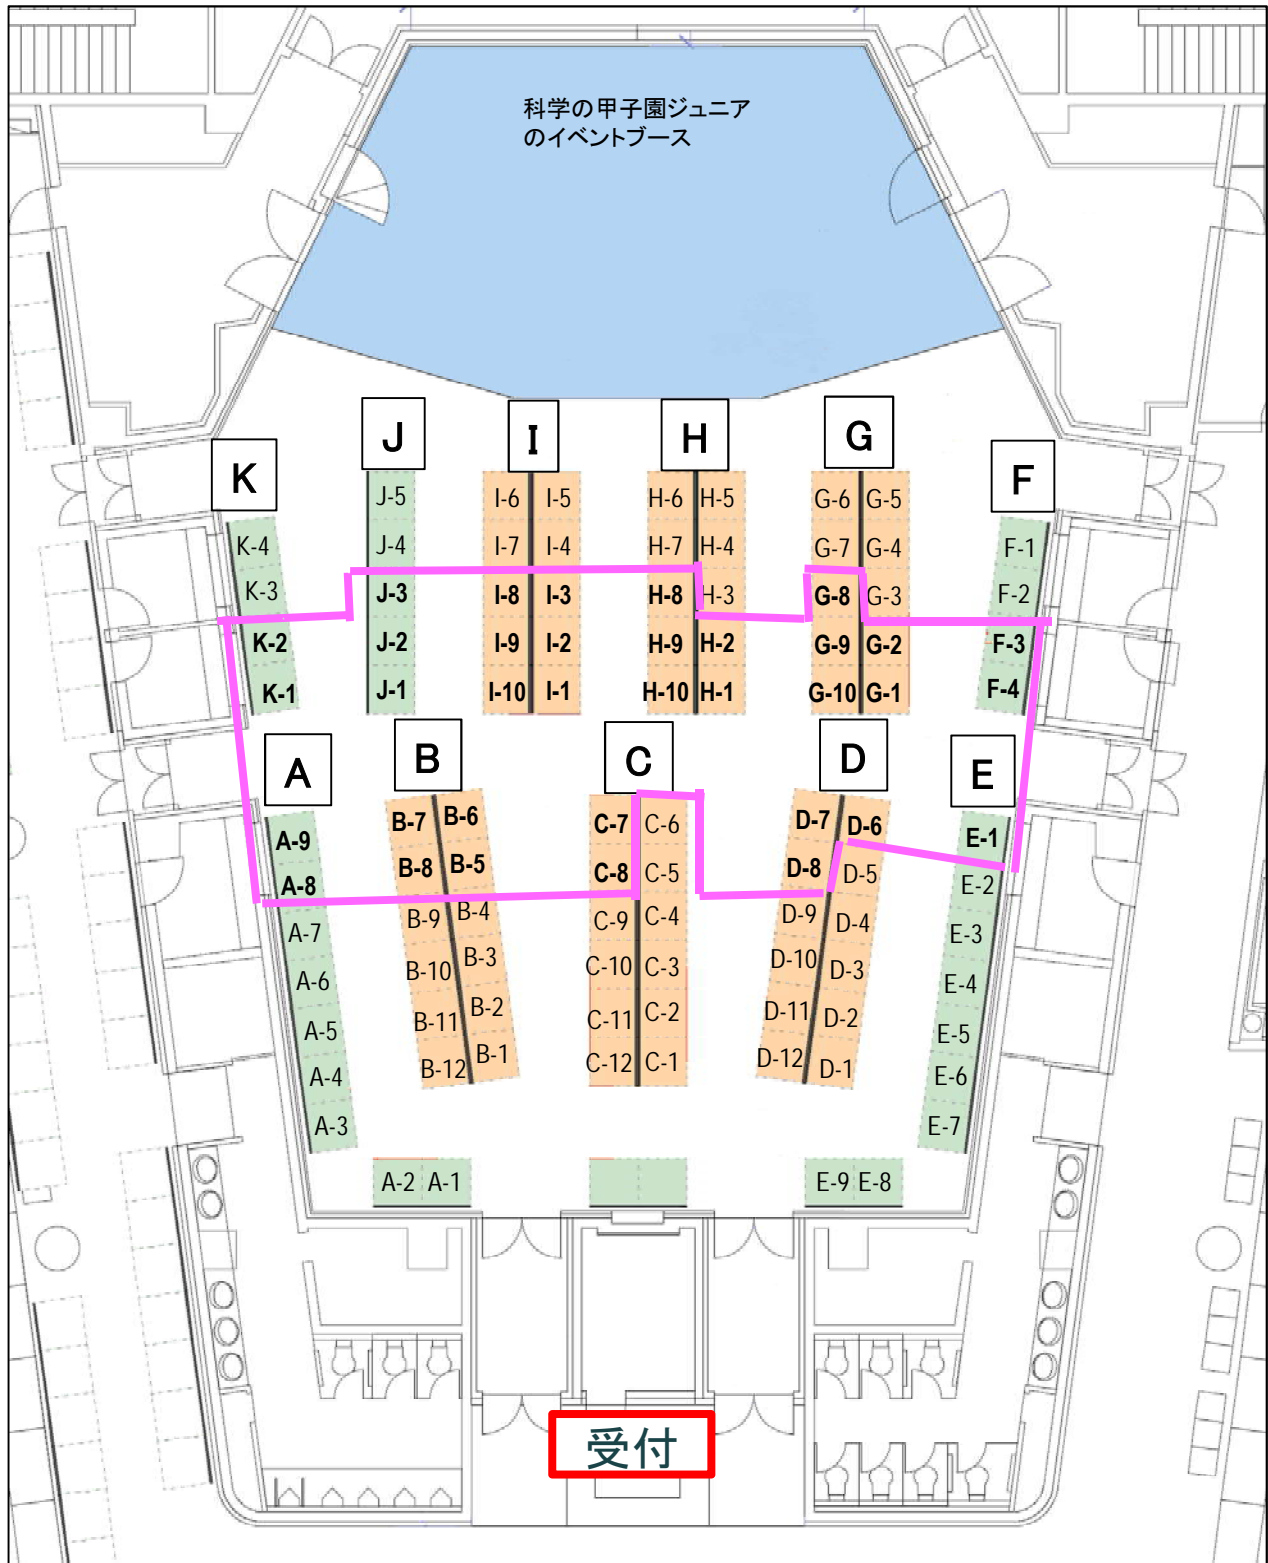 科学の甲子園ジュニア
のイベントブース
K
J
I
H
G
F
J-5
I-6 I-5
H-6 H-5
G-6 G-5
K-4
J-4
I-7 I-4
H-7 H-4
G-7 G-4
F-1
K-3
J-3
I-8 I-3
H-8 H-3
G-8 G-3
F-2
K-2
J-2
I-9 I-2
H-9 H-2
G-9 G-2
F-3
K-1
J-1
I-10 I-1
H-10 H-1
G-10 G-1
F-4
A
B
C
D
E
A-9
B-7 B-6
C-7 C-6
D-7 D-6
E-1
A-8
B-8 B-5
C-8 C-5
D-8 D-5
E-2
A-7
B-9 B-4
C-9 C-4
D-9 D-4
E-3
A-6
B-10 B-3
C-10 C-3
D-10 D-3
E-4
A-5
B-11 B-2
C-11 C-2
D-11 D-2
E-5
A-4
B-12 B-1
C-12 C-1
D-12 D-1
E-6
A-3
E-7
A-2 A-1
E-9 E-8
受付